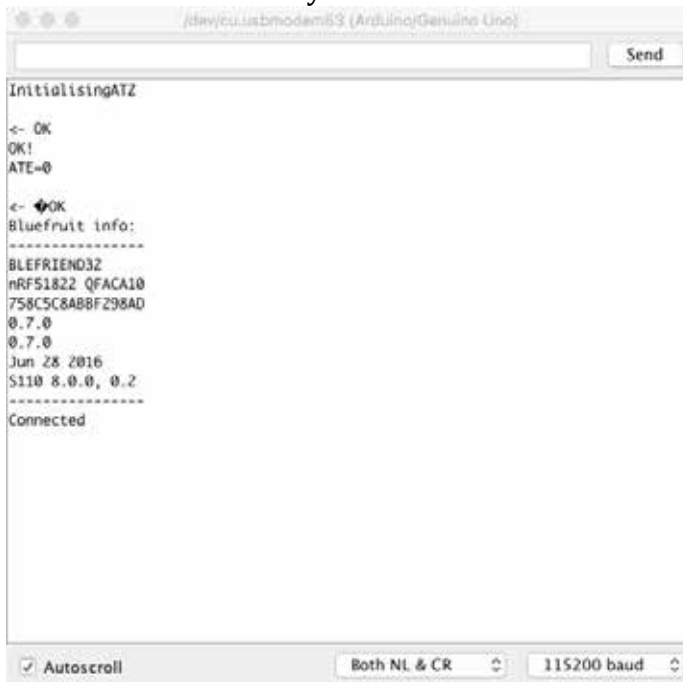 /dev/cu.usbmodem53 (Arduino/Genuino Uno)
Send
InitialisingATZ
<- OK
OK!
ATE=0
<- �OK
Bluefruit info:
----------------
BLEFRIEND32
nRF51822 QFACA10
758C5C8ABBF298AD
0.7.0
0.7.0
Jun 28 2016
S110 8.0.0, 0.2
----------------
Connected
Autoscroll
Both NL & CR
115200 baud